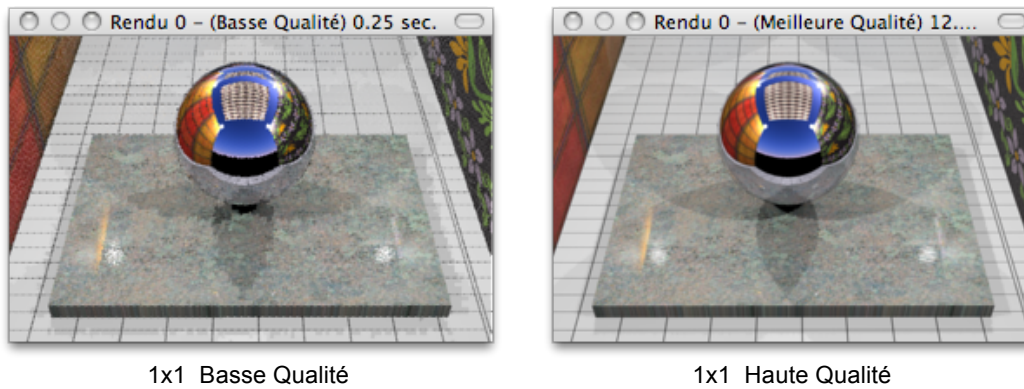 Rendu 0 – (Basse Qualité) 0.25 sec.
Rendu 0 – (Meilleure Qualité) 12....
1x1 Basse Qualité
1x1 Haute Qualité